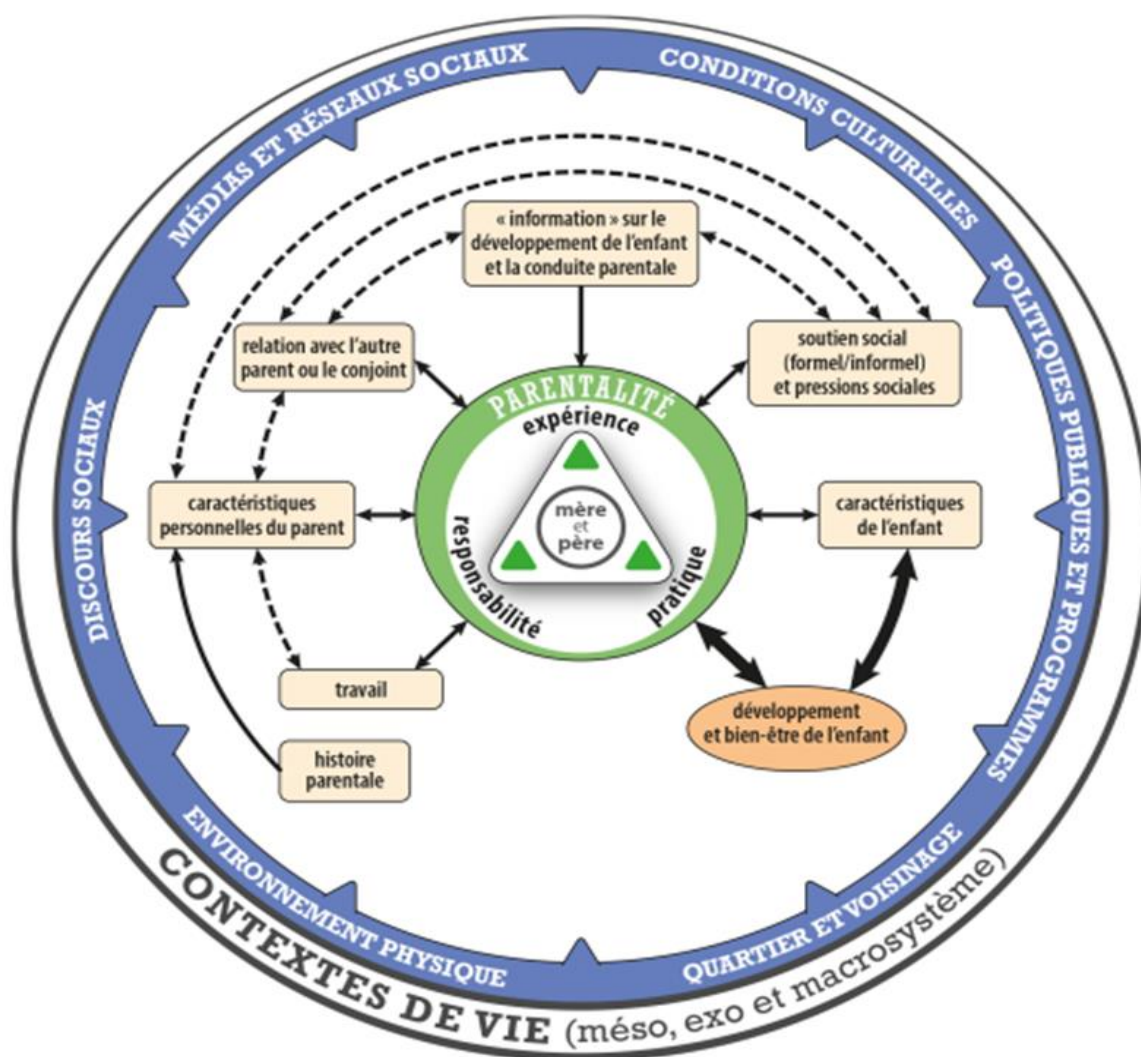 MÉDIAS ET RÉSEAUX SOCIAUX
CONDITIONS CULTURELLES
POLITIQUES PUBLIQUES ET PROGRAMMES
DISCOURS SOCIAUX
« information » sur le
développement de l'enfant
et la conduite parentale
relation avec l'autre
parent ou le conjoint
soutien social
(formel/informel)
et pressions sociales
PARENTALITÉ
expérience
mère
et
père
responsabilité
pratique
caractéristiques
personnelles du parent
caractéristiques
de l'enfant
travail
développement
et bien-être de l'enfant
histoire
parentale
ENVIRONNEMENT PHYSIQUE
QUARTIER ET VOISINAGE
CONTEXTES DE VIE (méso, exo et macrosystème)